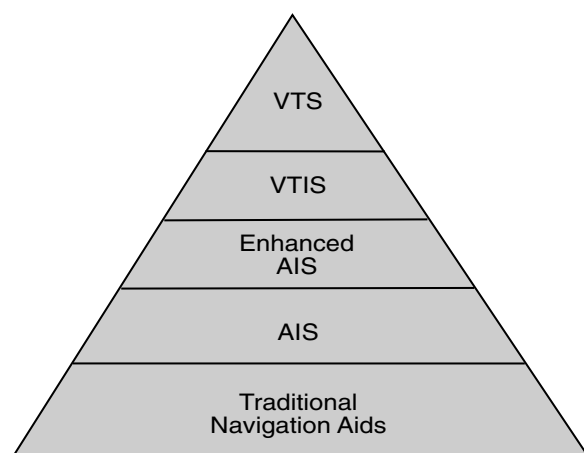 VTS
VTIS
Enhanced
AIS
AIS
Traditional
Navigation Aids